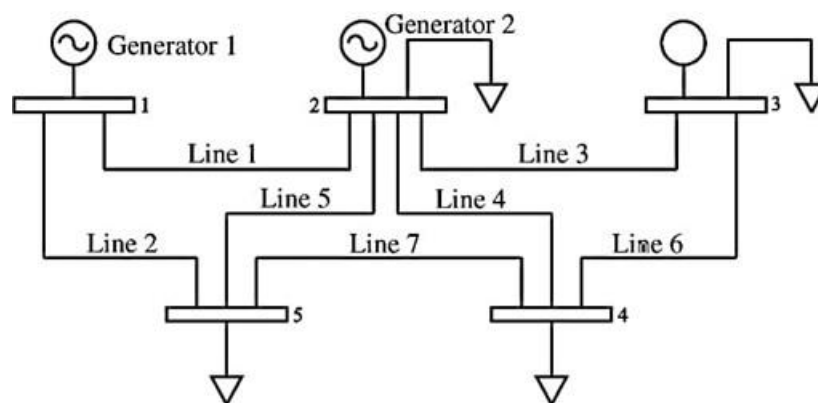 Generator 1
Generator 2
1
2
3
Line 1
Line 3
Line 5
Line 4
Line 2
Line 7
Line 6
5
4